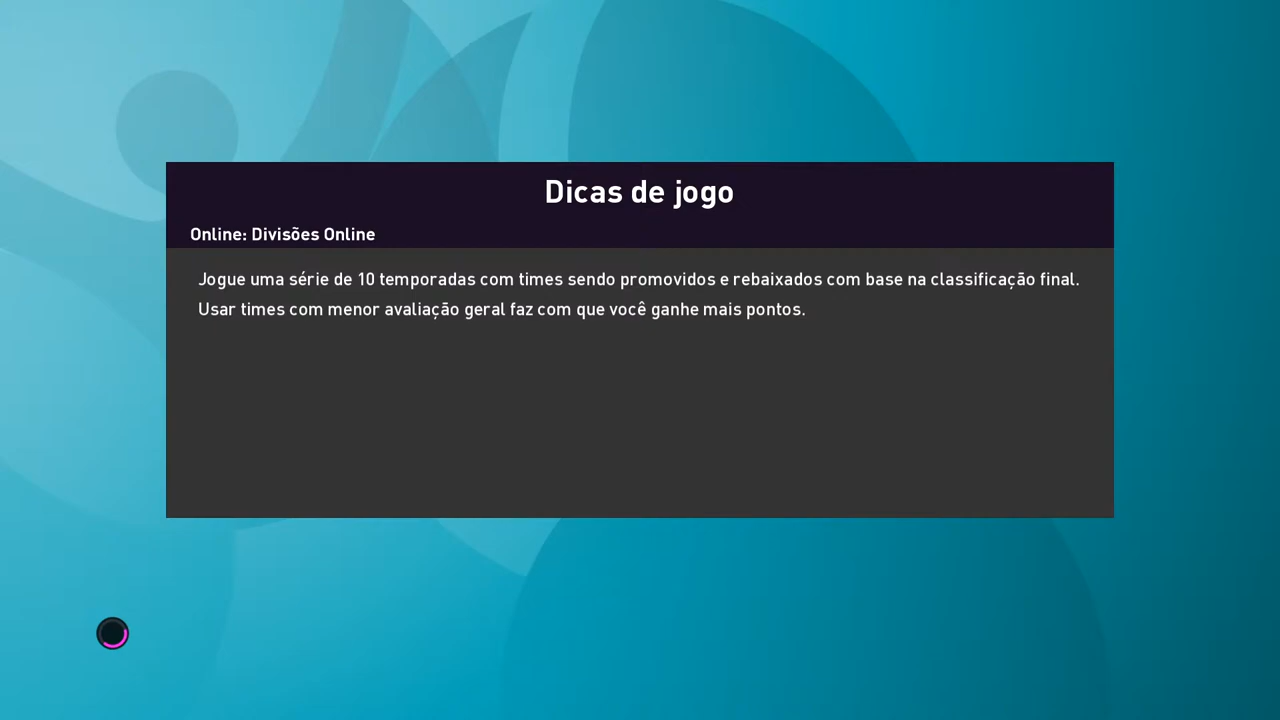 Dicas de jogo
Online: Divisões Online
Jogue uma série de 10 temporadas com times sendo promovidos e rebaixados com base na classificação final.
Usar times com menor avaliação geral faz com que você ganhe mais pontos.